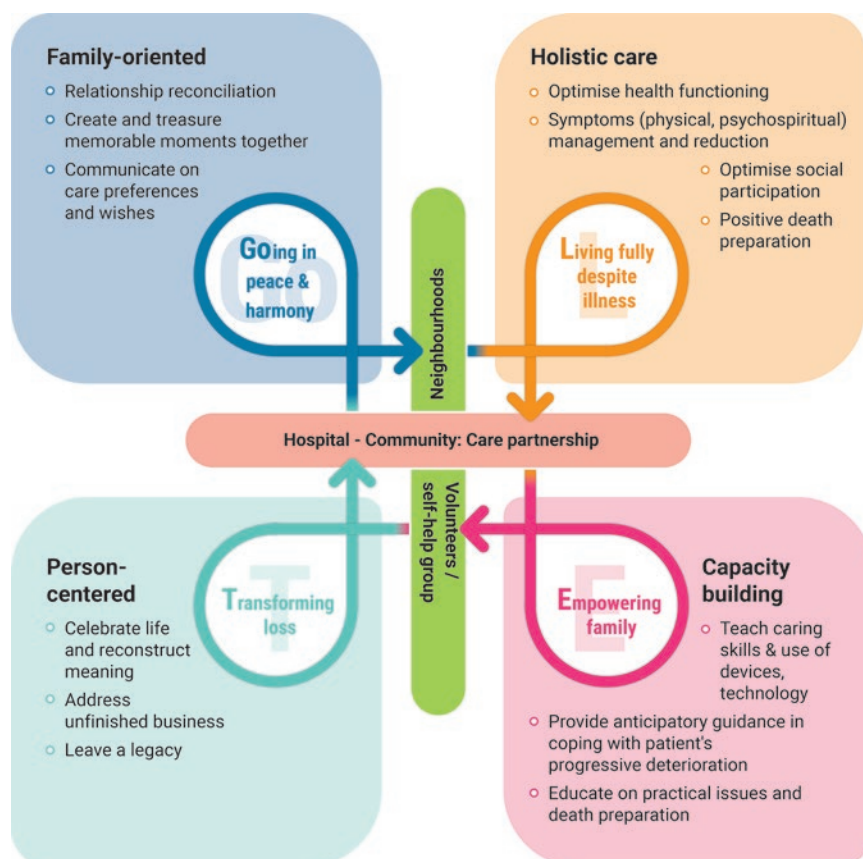 Family-oriented
Relationship reconciliation
Create and treasure
memorable moments together
Communicate on
care preferences
and wishes
Go
Going in
peace &
harmony
Holistic care
Optimise health functioning
Symptoms (physical, psychospiritual)
management and reduction
Optimise social
participation
Positive death
preparation
L
Living fully
despite
illness
Neighbourhoods
Hospital - Community: Care partnership
Volunteers /
self-help group
Person-
centered
Celebrate life
and reconstruct
meaning
Address
unfinished business
Leave a legacy
T
Transforming
loss
E
Empowering
family
Capacity
building
Teach caring
skills & use of
devices,
technology
Provide anticipatory guidance in
coping with patient's
progressive deterioration
Educate on practical issues and
death preparation